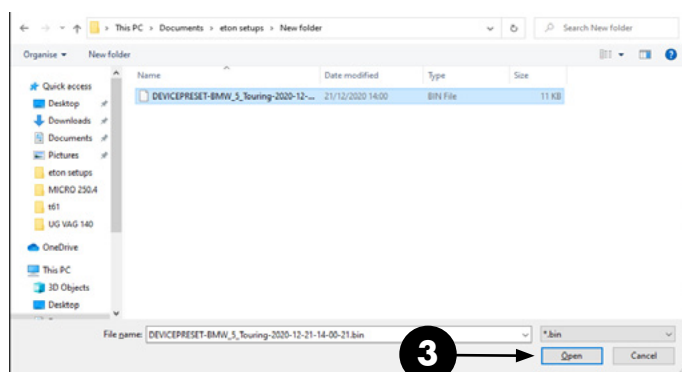 This PC > Documents > eton setups > New folder
Search New folder
Organise
New folder
Name
Date modified
Type
Size
Quick access
DEVICEPRESET-BMW_5_Touring-2020-12-... 21/12/2020 14:00 BIN File 11 KB
Desktop
Downloads
Documents
Pictures
eton setups
MICRO 250.4
t61
UG VAG 140
OneDrive
This PC
3D Objects
Desktop
File name: DEVICEPRESET-BMW_5_Touring-2020-12-21-14-00-21.bin
*.bin
3
Open
Cancel